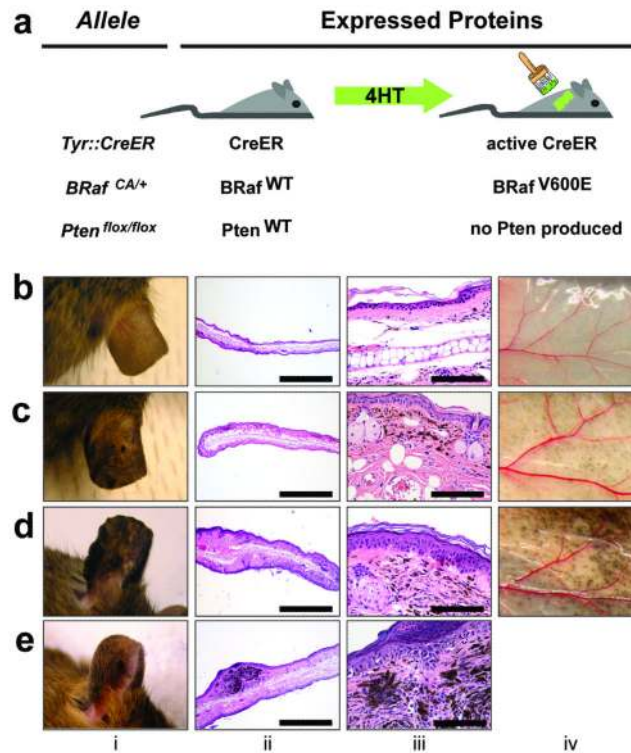 a Allele Expressed Proteins
4HT
Tyr::CreER CreER active CreER
BRaf CA/+ BRaf WT BRaf V600E
Pten flox/flox Pten WT no Pten produced
b
c
d
e
i ii iii iv